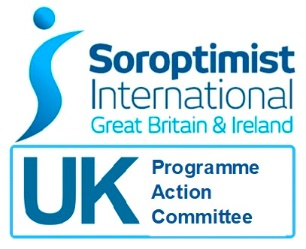 Soroptimist
International
Great Britain & Ireland
UK
Programme
Action
Committee